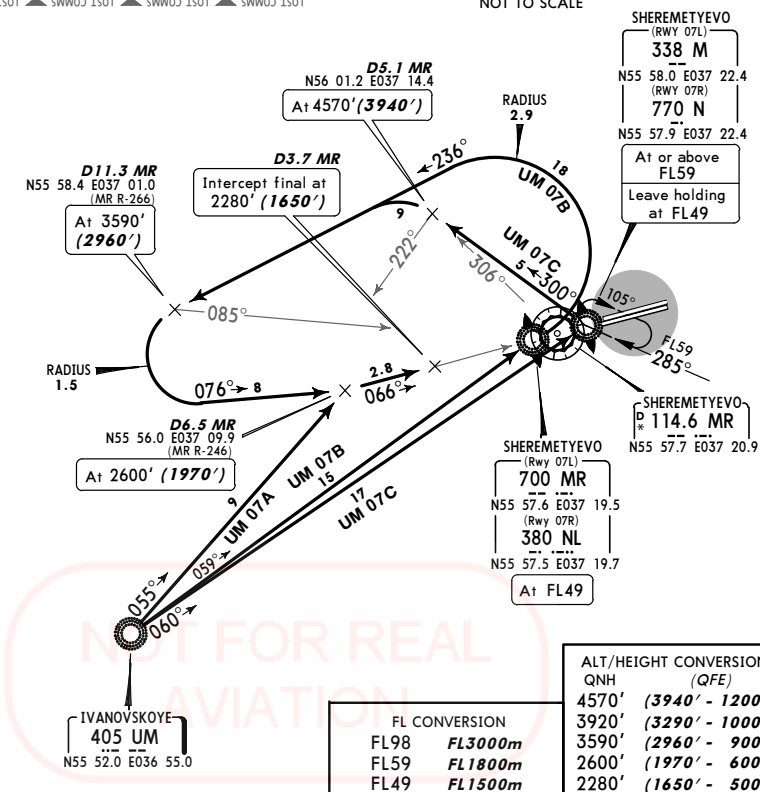 LOST COMMS LOST COMMS LOST COMMS LOST
NOT TO SCALE
SHEREMETYEVO
(RWY 07L)
338 M
N55 58.0 E037 22.4
(RWY 07R)
770 N
N55 57.9 E037 22.4
At or above
FL59
Leave holding
at FL49
D5.1 MR
N56 01.2 E037 14.4
At 4570' (3940')
RADIUS
2.9
D3.7 MR
Intercept final at
2280' (1650')
D11.3 MR
N55 58.4 E037 01.0
(MR R-266)
At 3590'
(2960')
236°
18
UM 07B
9
222°
UM 07C
5
300°
306°
085°
105°
FL59
285°
RADIUS
1.5
076° 8
2.8
066°
D6.5 MR
N55 56.0 E037 09.9
(MR R-246)
At 2600' (1970')
SHEREMETYEVO
D
* 114.6 MR
N55 57.7 E037 20.9
SHEREMETYEVO
(Rwy 07L)
700 MR
N55 57.6 E037 19.5
(Rwy 07R)
380 NL
N55 57.5 E037 19.7
At FL49
UM 07B
15
17
UM 07C
9
UM 07A
059°
055°
060°
NOT FOR REAL
AVIATION
IVANOVSKOYE
405 UM
N55 52.0 E036 55.0
FL CONVERSION
FL98 FL3000m
FL59 FL1800m
FL49 FL1500m
ALT/HEIGHT CONVERSION
QNH (QFE)
4570' (3940' - 1200
3920' (3290' - 1000
3590' (2960' - 900
2600' (1970' - 600
2280' (1650' - 500